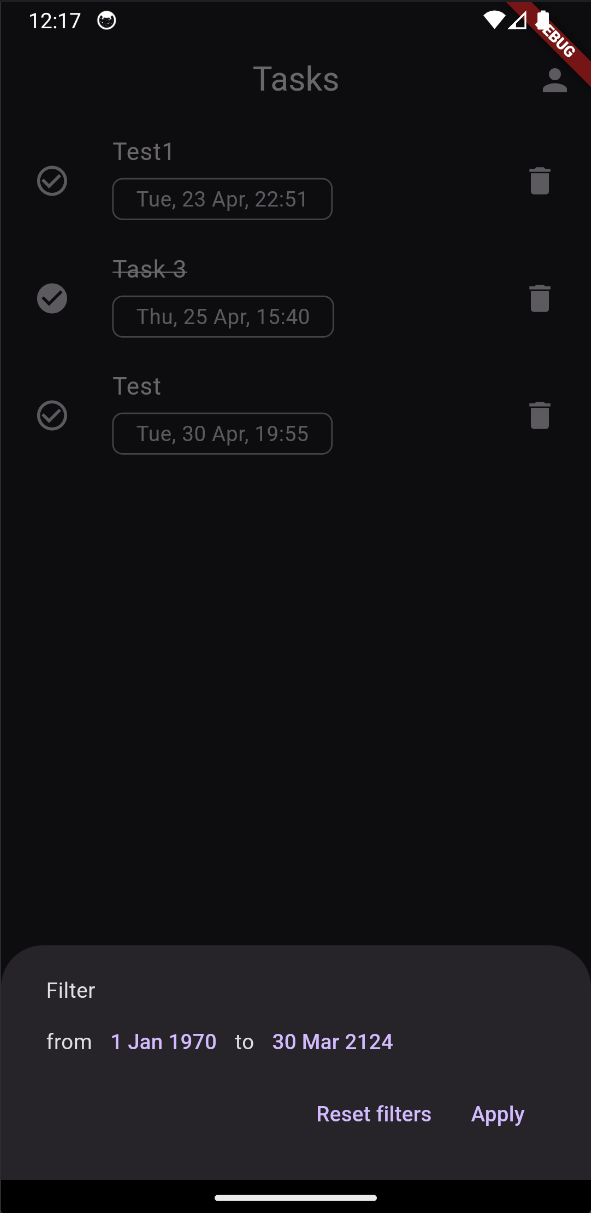 12:17
DEBUG
Tasks
Test1
Tue, 23 Apr, 22:51
Task 3
Thu, 25 Apr, 15:40
Test
Tue, 30 Apr, 19:55
Filter
from 1 Jan 1970 to 30 Mar 2124
Reset filters Apply